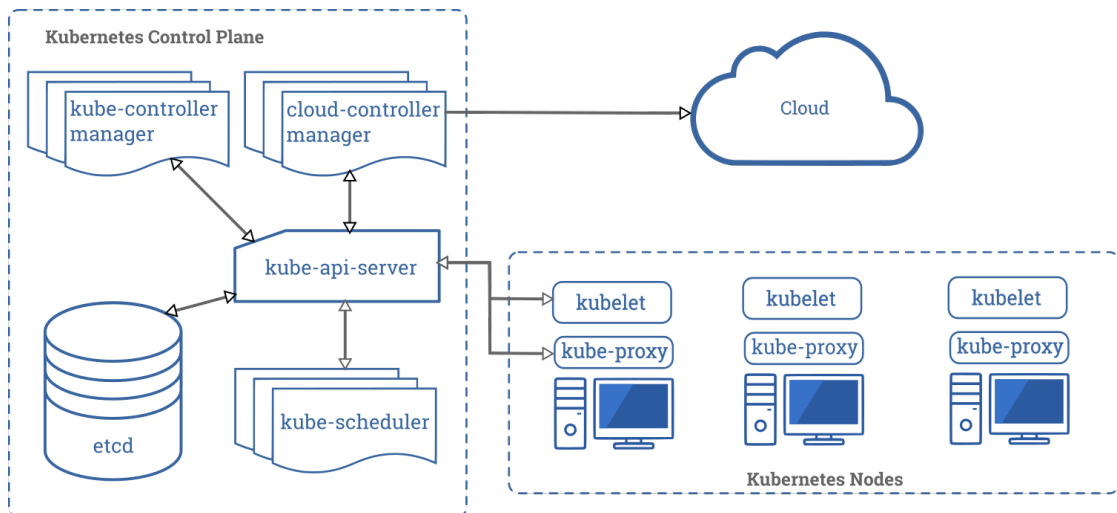 Kubernetes Control Plane
kube-controller
manager
cloud-controller
manager
Cloud
kube-api-server
kubelet
kubelet
kubelet
kube-proxy
kube-proxy
kube-proxy
kube-scheduler
etcd
Kubernetes Nodes